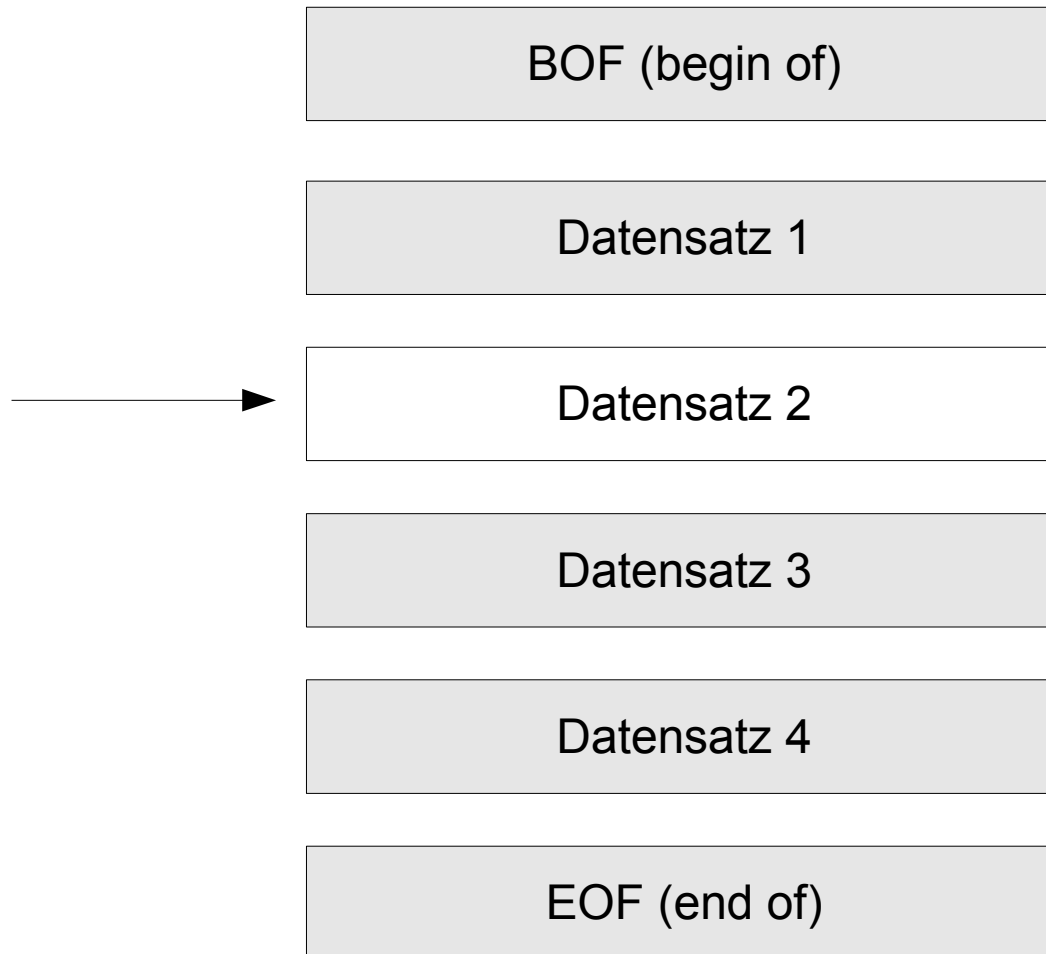 BOF (begin of)
Datensatz 1
Datensatz 2
Datensatz 3
Datensatz 4
EOF (end of)